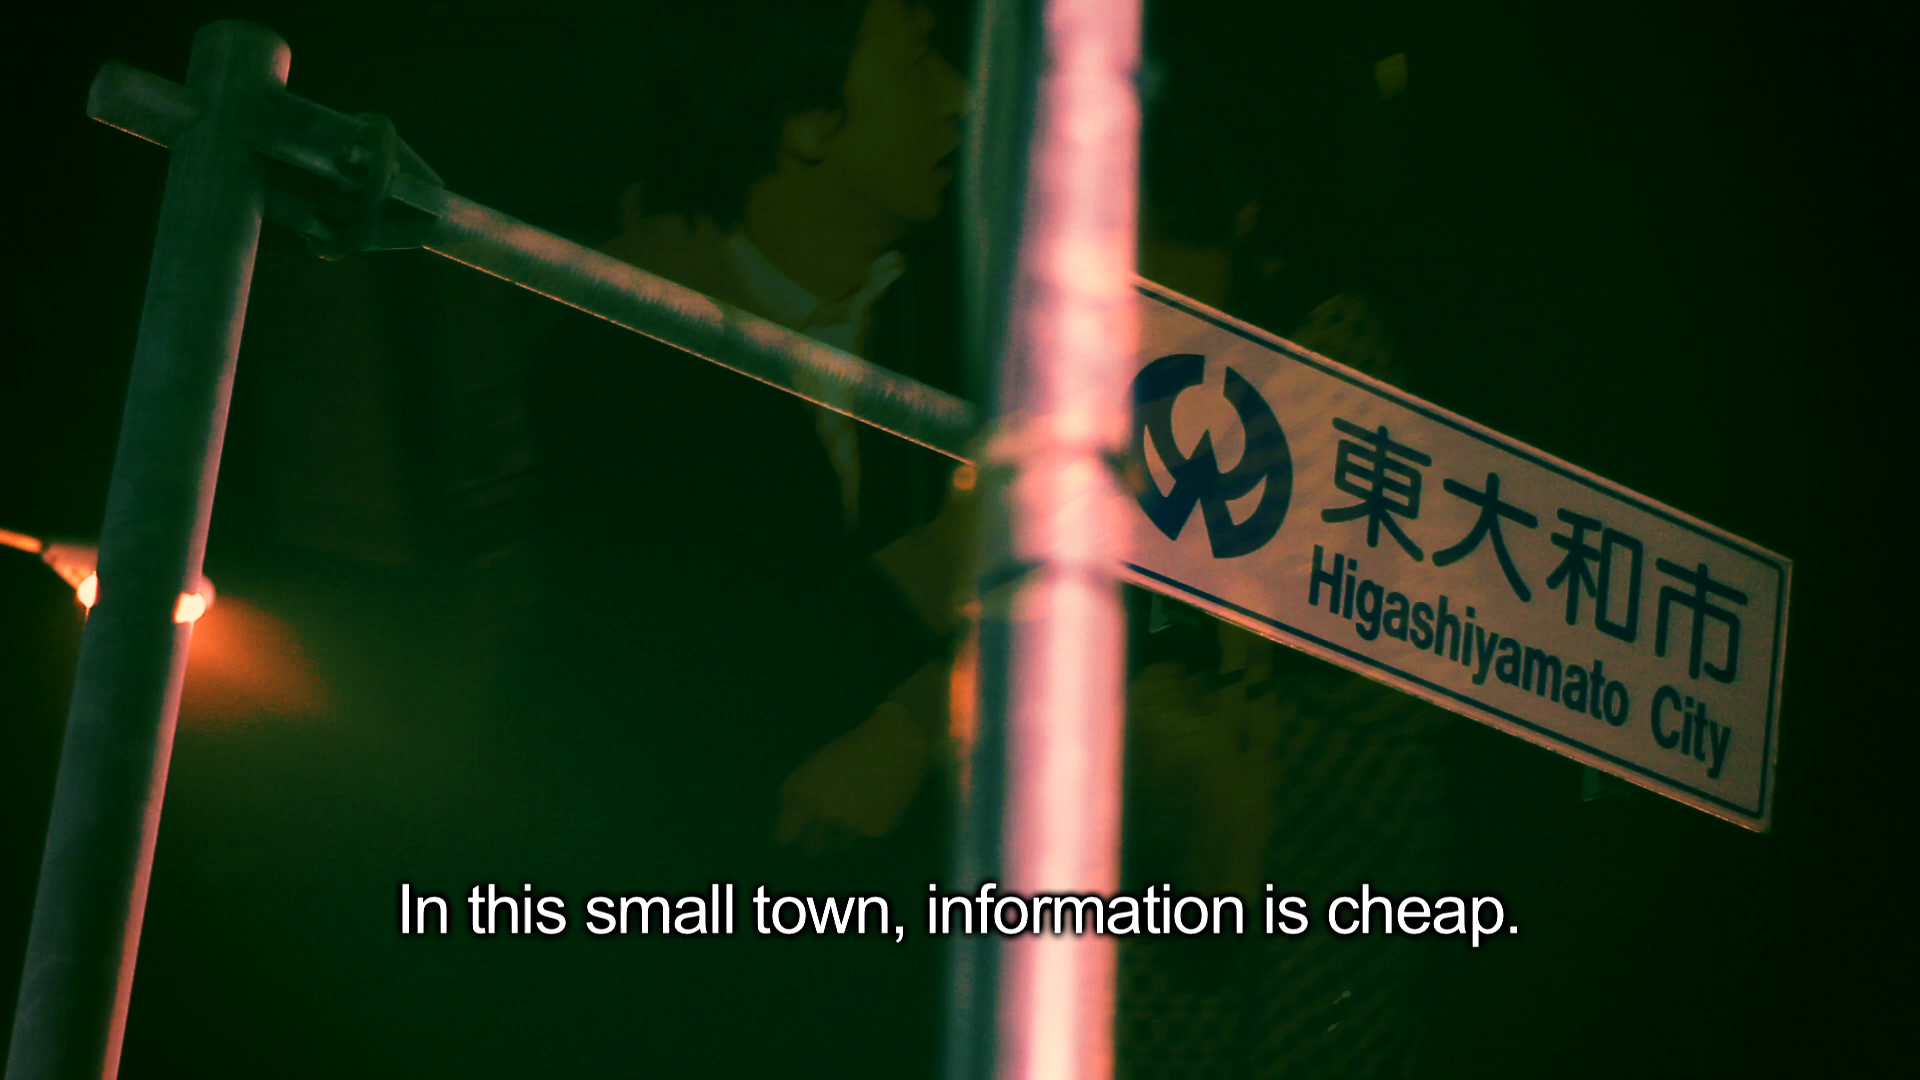 東大和市
Higashiyamato City
In this small town, information is cheap.